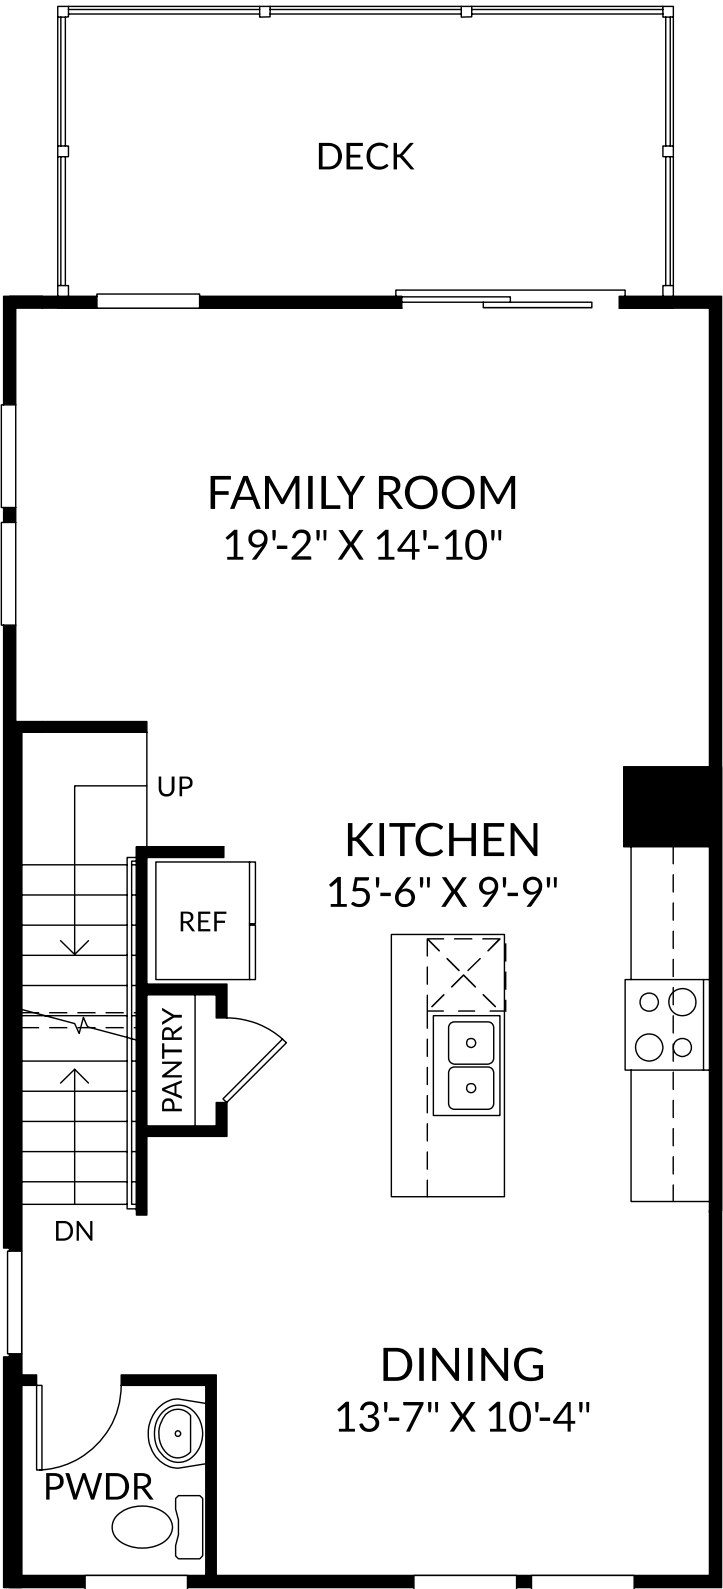 DECK
FAMILY ROOM
19'-2" X 14'-10"
UP
KITCHEN
15'-6" X 9'-9"
REF
PANTRY
DN
DINING
13'-7" X 10'-4"
PWDR